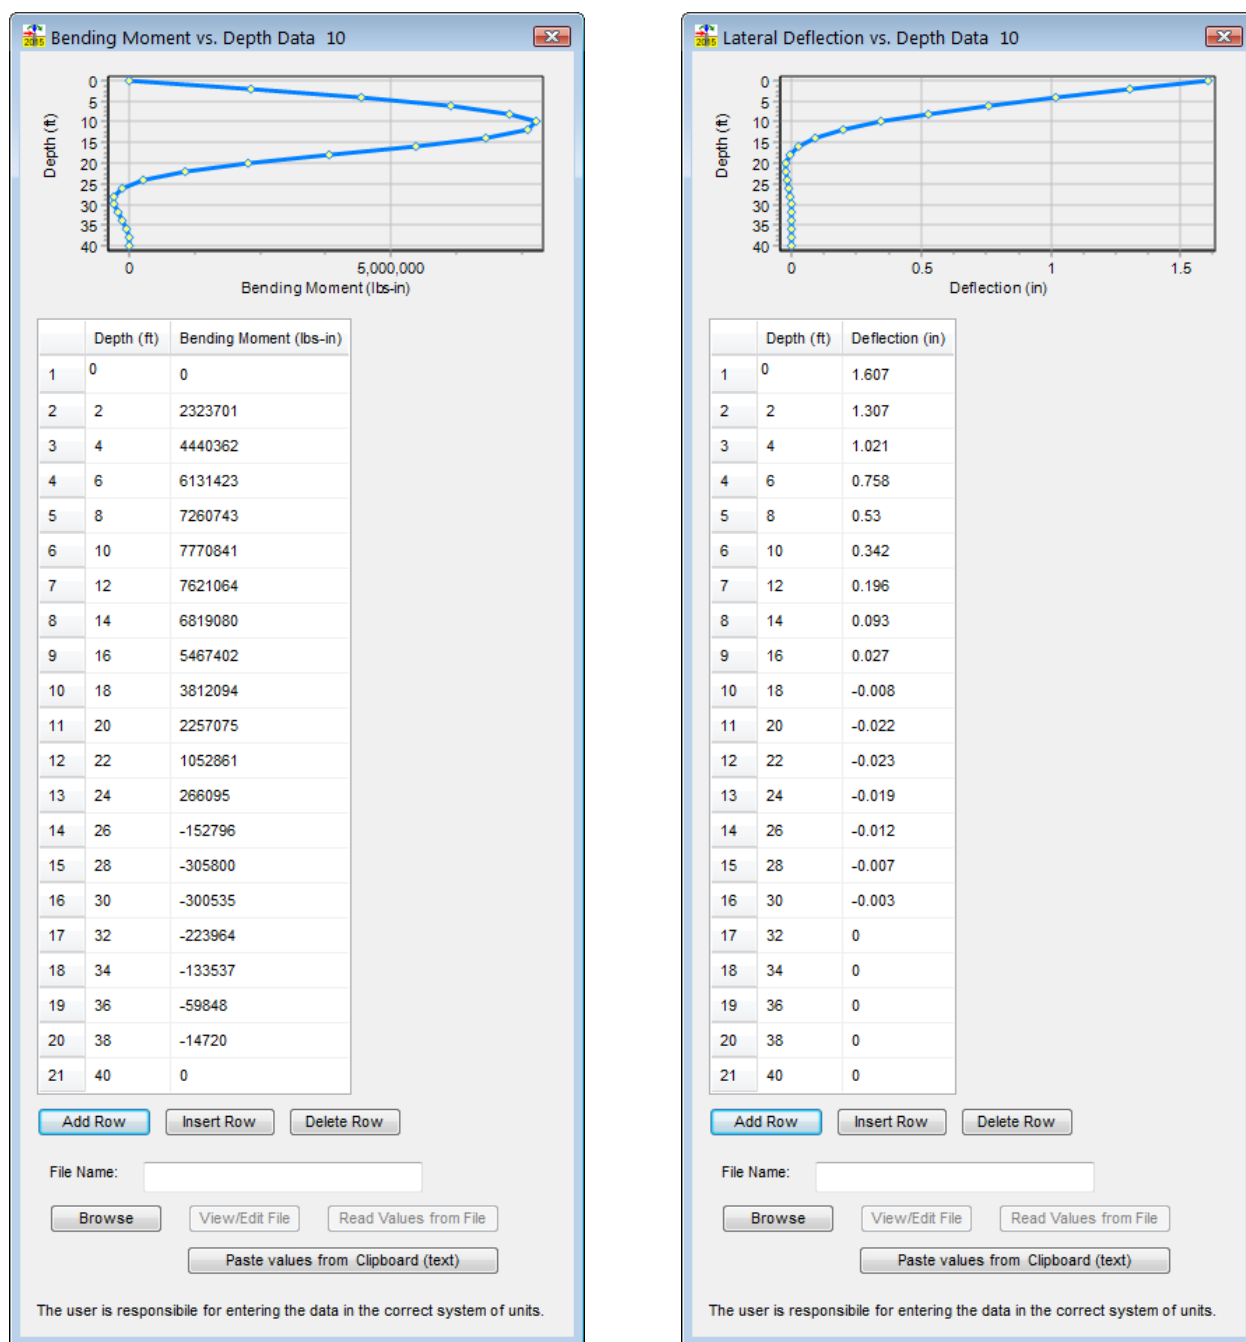 Bending Moment vs. Depth Data 10
0
5
10
15
20
25
30
35
40
Depth (ft)
0 5,000,000
Bending Moment (lbs-in)
Depth (ft) Bending Moment (lbs-in)
1 0 0
2 2 2323701
3 4 4440362
4 6 6131423
5 8 7260743
6 10 7770841
7 12 7621064
8 14 6819080
9 16 5467402
10 18 3812094
11 20 2257075
12 22 1052861
13 24 266095
14 26 -152796
15 28 -305800
16 30 -300535
17 32 -223964
18 34 -133537
19 36 -59848
20 38 -14720
21 40 0
Add Row Insert Row Delete Row
File Name:
Browse View/Edit File Read Values from File
Paste values from Clipboard (text)
The user is responsibile for entering the data in the correct system of units.
Lateral Deflection vs. Depth Data 10
0
5
10
15
20
25
30
35
40
Depth (ft)
0 0.5 1 1.5
Deflection (in)
Depth (ft) Deflection (in)
1 0 1.607
2 2 1.307
3 4 1.021
4 6 0.758
5 8 0.53
6 10 0.342
7 12 0.196
8 14 0.093
9 16 0.027
10 18 -0.008
11 20 -0.022
12 22 -0.023
13 24 -0.019
14 26 -0.012
15 28 -0.007
16 30 -0.003
17 32 0
18 34 0
19 36 0
20 38 0
21 40 0
Add Row Insert Row Delete Row
File Name:
Browse View/Edit File Read Values from File
Paste values from Clipboard (text)
The user is responsibile for entering the data in the correct system of units.